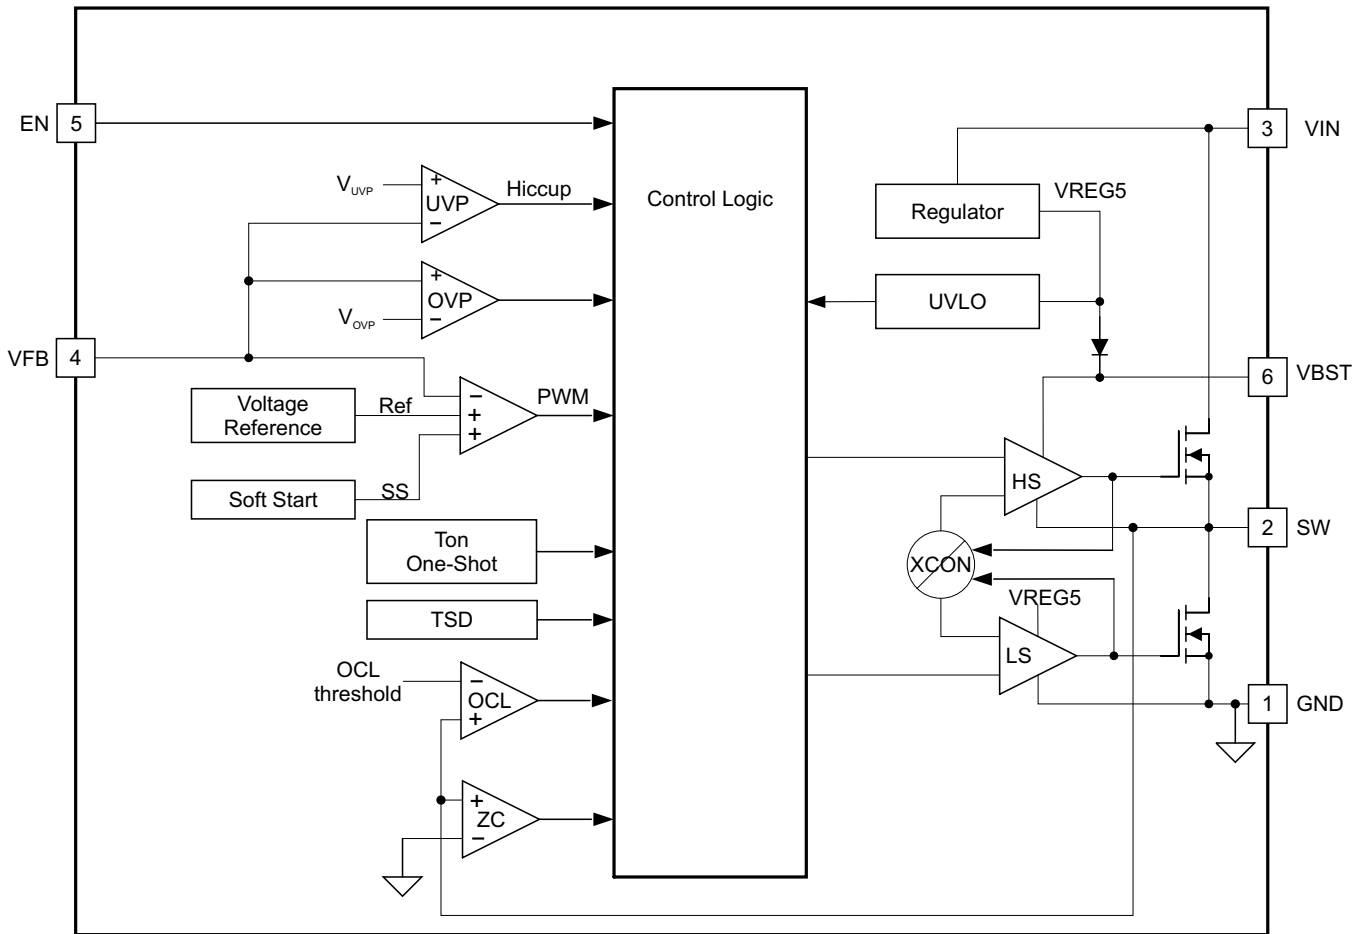 EN 5
V_UVP + UVP − Hiccup
+ OVP −
V_OVP
VFB 4
Voltage
Reference
Ref
− + + PWM
Soft Start SS
Ton
One-Shot
TSD
OCL
threshold
− OCL +
+ ZC −
Control Logic
3 VIN
Regulator VREG5
UVLO
6 VBST
HS
2 SW
XCON
VREG5
LS
1 GND